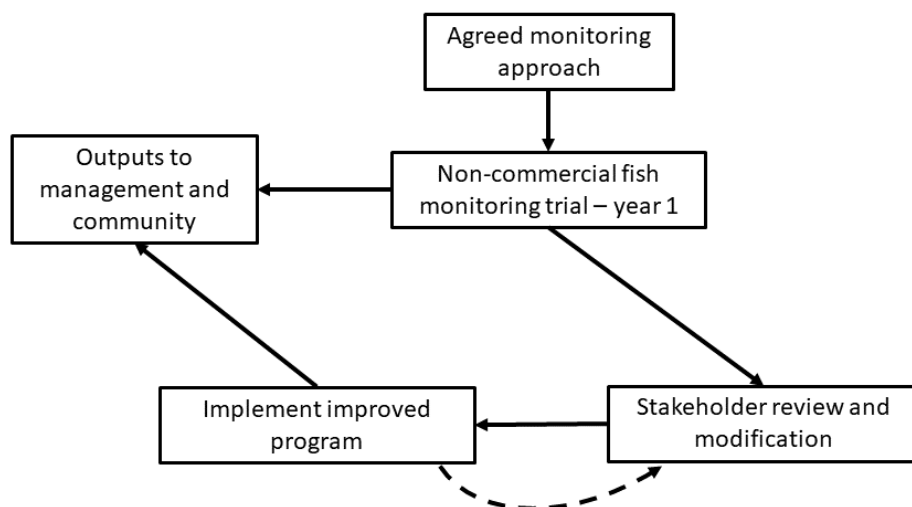 Agreed monitoring
approach
Outputs to
management and
community
Non-commercial fish
monitoring trial – year 1
Implement improved
program
Stakeholder review and
modification